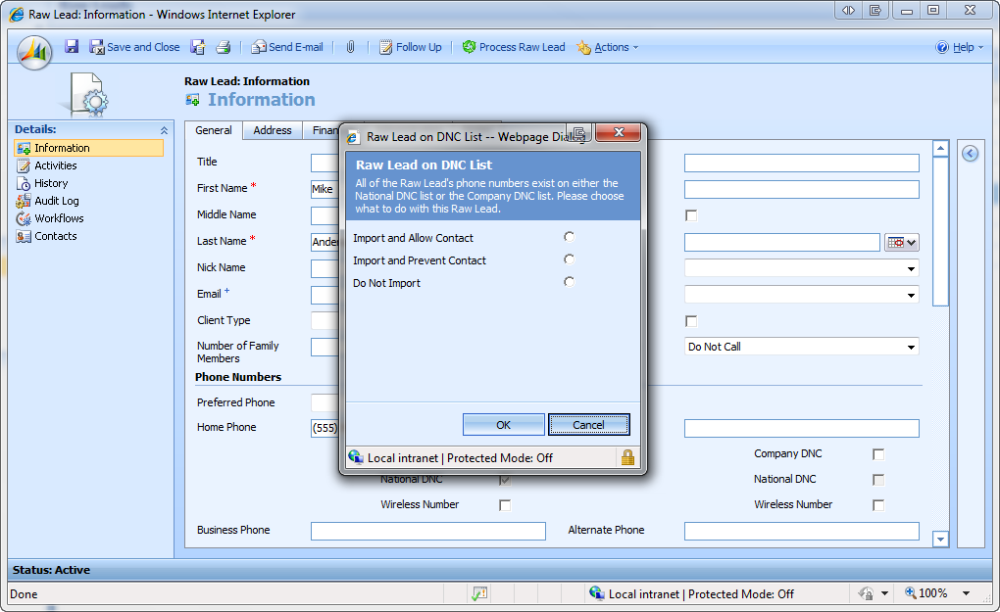 Raw Lead: Information - Windows Internet Explorer
Save and Close
Send E-mail
Follow Up
Process Raw Lead
Actions
Help
Raw Lead: Information
Information
Details:
Information
Activities
History
Audit Log
Workflows
Contacts
General
Address
Finan
Title
First Name *
Mike
Middle Name
Last Name *
Ander
Nick Name
Email +
Client Type
Number of Family
Members
Do Not Call
Phone Numbers
Preferred Phone
Home Phone
(555)
Raw Lead on DNC List -- Webpage Dialog
Raw Lead on DNC List
All of the Raw Lead's phone numbers exist on either the
National DNC list or the Company DNC list. Please choose
what to do with this Raw Lead.
Import and Allow Contact
Import and Prevent Contact
Do Not Import
OK
Cancel
Local intranet | Protected Mode: Off
Company DNC
National DNC
National DNC
Wireless Number
Wireless Number
Business Phone
Alternate Phone
Status: Active
Done
Local intranet | Protected Mode: Off
100%